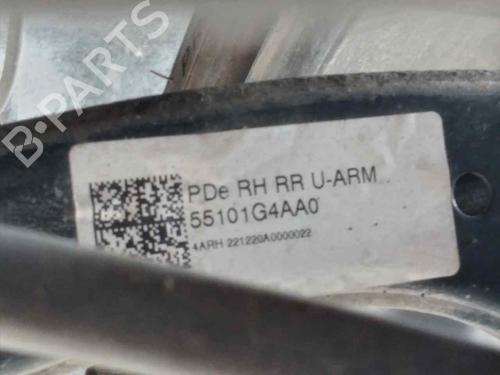 B-PARTS
PDe RH RR U-ARM
55101G4AA0
4ARH 221220A0000022